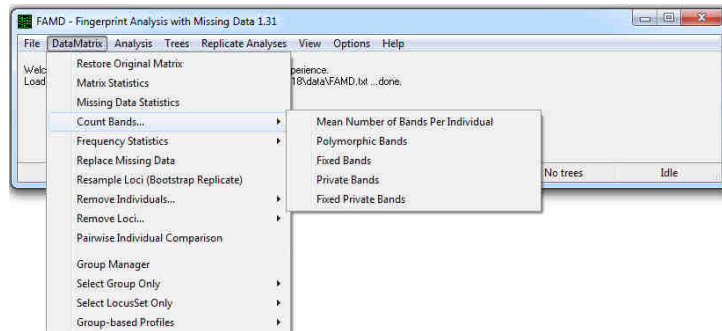 FAMD - Fingerprint Analysis with Missing Data 1.31
File DataMatrix Analysis Trees Replicate Analyses View Options Help
Restore Original Matrix
Welc perience.
Load 18\data\FAMD.txt ...done.
Matrix Statistics
Missing Data Statistics
Count Bands...
Mean Number of Bands Per Individual
Frequency Statistics
Polymorphic Bands
Replace Missing Data
Fixed Bands
No trees Idle
Resample Loci (Bootstrap Replicate)
Private Bands
Remove Individuals...
Fixed Private Bands
Remove Loci...
Pairwise Individual Comparison
Group Manager
Select Group Only
Select LocusSet Only
Group-based Profiles